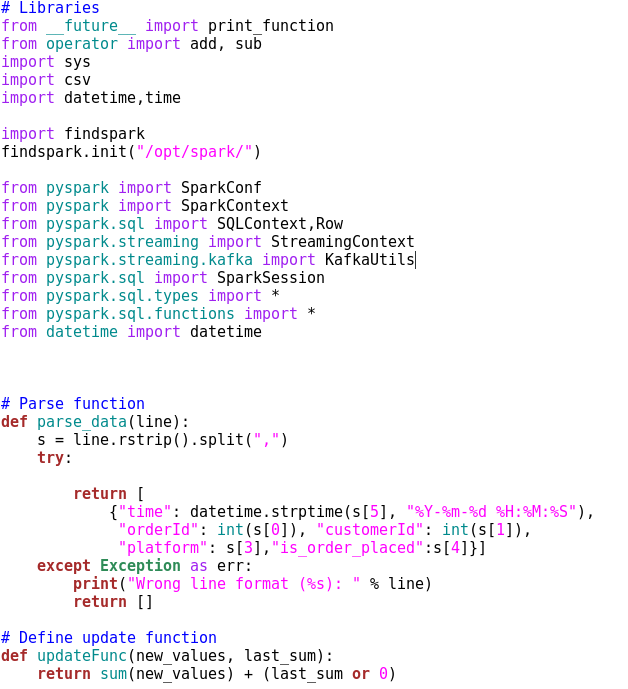 # Libraries
from __future__ import print_function
from operator import add, sub
import sys
import csv
import datetime,time

import findspark
findspark.init("/opt/spark/")

from pyspark import SparkConf
from pyspark import SparkContext
from pyspark.sql import SQLContext,Row
from pyspark.streaming import StreamingContext
from pyspark.streaming.kafka import KafkaUtils
from pyspark.sql import SparkSession
from pyspark.sql.types import *
from pyspark.sql.functions import *
from datetime import datetime

# Parse function
def parse_data(line):
    s = line.rstrip().split(",")
    try:

        return [
            {"time": datetime.strptime(s[5], "%Y-%m-%d %H:%M:%S"),
             "orderId": int(s[0]), "customerId": int(s[1]),
             "platform": s[3],"is_order_placed":s[4]}]
    except Exception as err:
        print("Wrong line format (%s): " % line)
        return []

# Define update function
def updateFunc(new_values, last_sum):
    return sum(new_values) + (last_sum or 0)